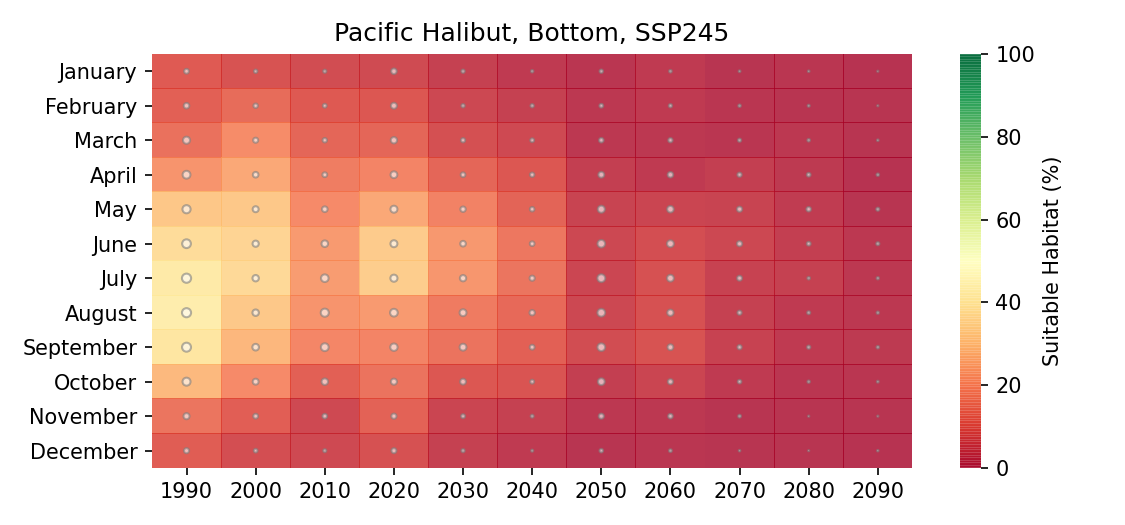 Pacific Halibut, Bottom, SSP245
January
February
March
April
May
June
July
August
September
October
November
December
1990 2000 2010 2020 2030 2040 2050 2060 2070 2080 2090
100
80
60
40
20
0
Suitable Habitat (%)